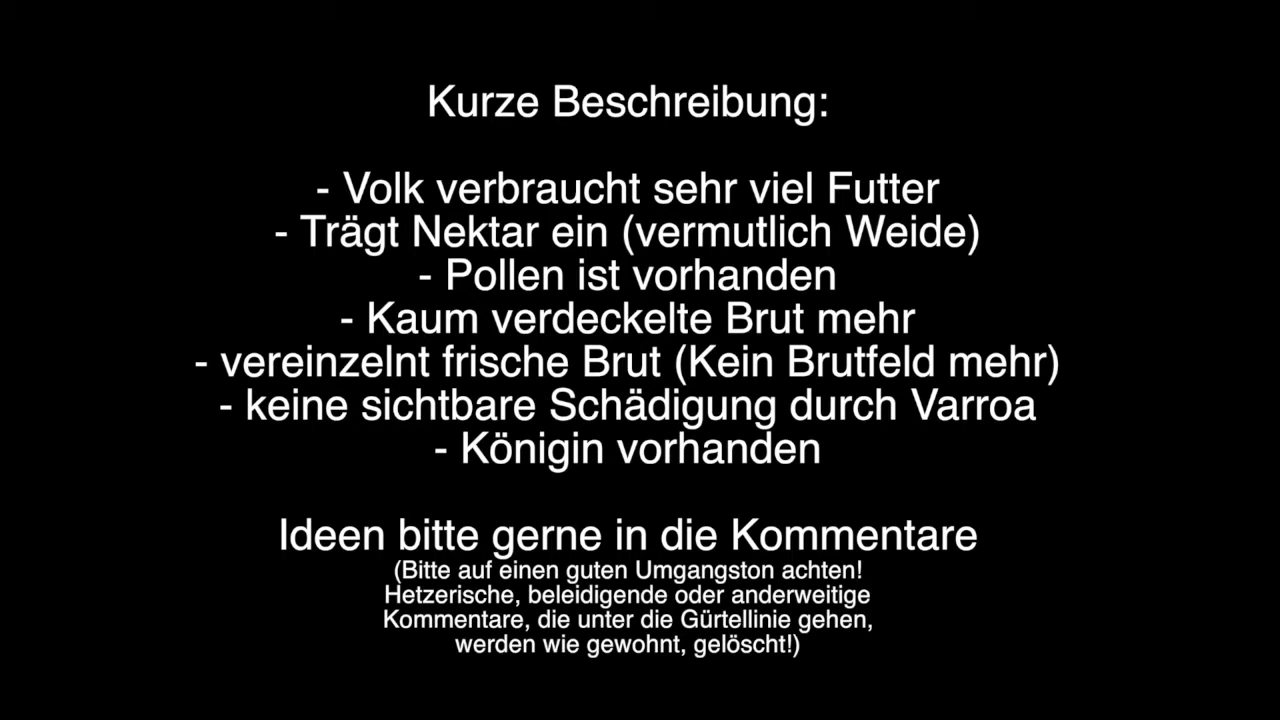 Kurze Beschreibung:
- Volk verbraucht sehr viel Futter
- Trägt Nektar ein (vermutlich Weide)
- Pollen ist vorhanden
- Kaum verdeckelte Brut mehr
- vereinzelnt frische Brut (Kein Brutfeld mehr)
- keine sichtbare Schädigung durch Varroa
- Königin vorhanden
Ideen bitte gerne in die Kommentare
(Bitte auf einen guten Umgangston achten!
Hetzerische, beleidigende oder anderweitige
Kommentare, die unter die Gürtellinie gehen,
werden wie gewohnt, gelöscht!)